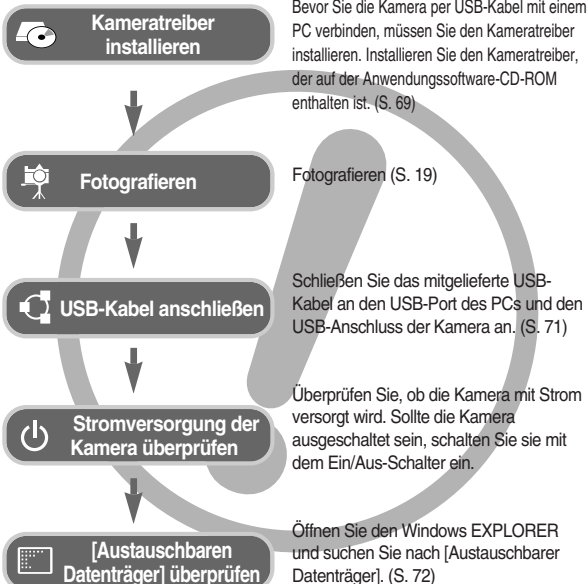 Kameratreiber
installieren
Bevor Sie die Kamera per USB-Kabel mit einem
PC verbinden, müssen Sie den Kameratreiber
installieren. Installieren Sie den Kameratreiber,
der auf der Anwendungssoftware-CD-ROM
enthalten ist. (S. 69)
Fotografieren
Fotografieren (S. 19)
USB-Kabel anschließen
Schließen Sie das mitgelieferte USB-
Kabel an den USB-Port des PCs und den
USB-Anschluss der Kamera an. (S. 71)
Stromversorgung der
Kamera überprüfen
Überprüfen Sie, ob die Kamera mit Strom
versorgt wird. Sollte die Kamera
ausgeschaltet sein, schalten Sie sie mit
dem Ein/Aus-Schalter ein.
[Austauschbaren
Datenträger] überprüfen
Öffnen Sie den Windows EXPLORER
und suchen Sie nach [Austauschbarer
Datenträger]. (S. 72)